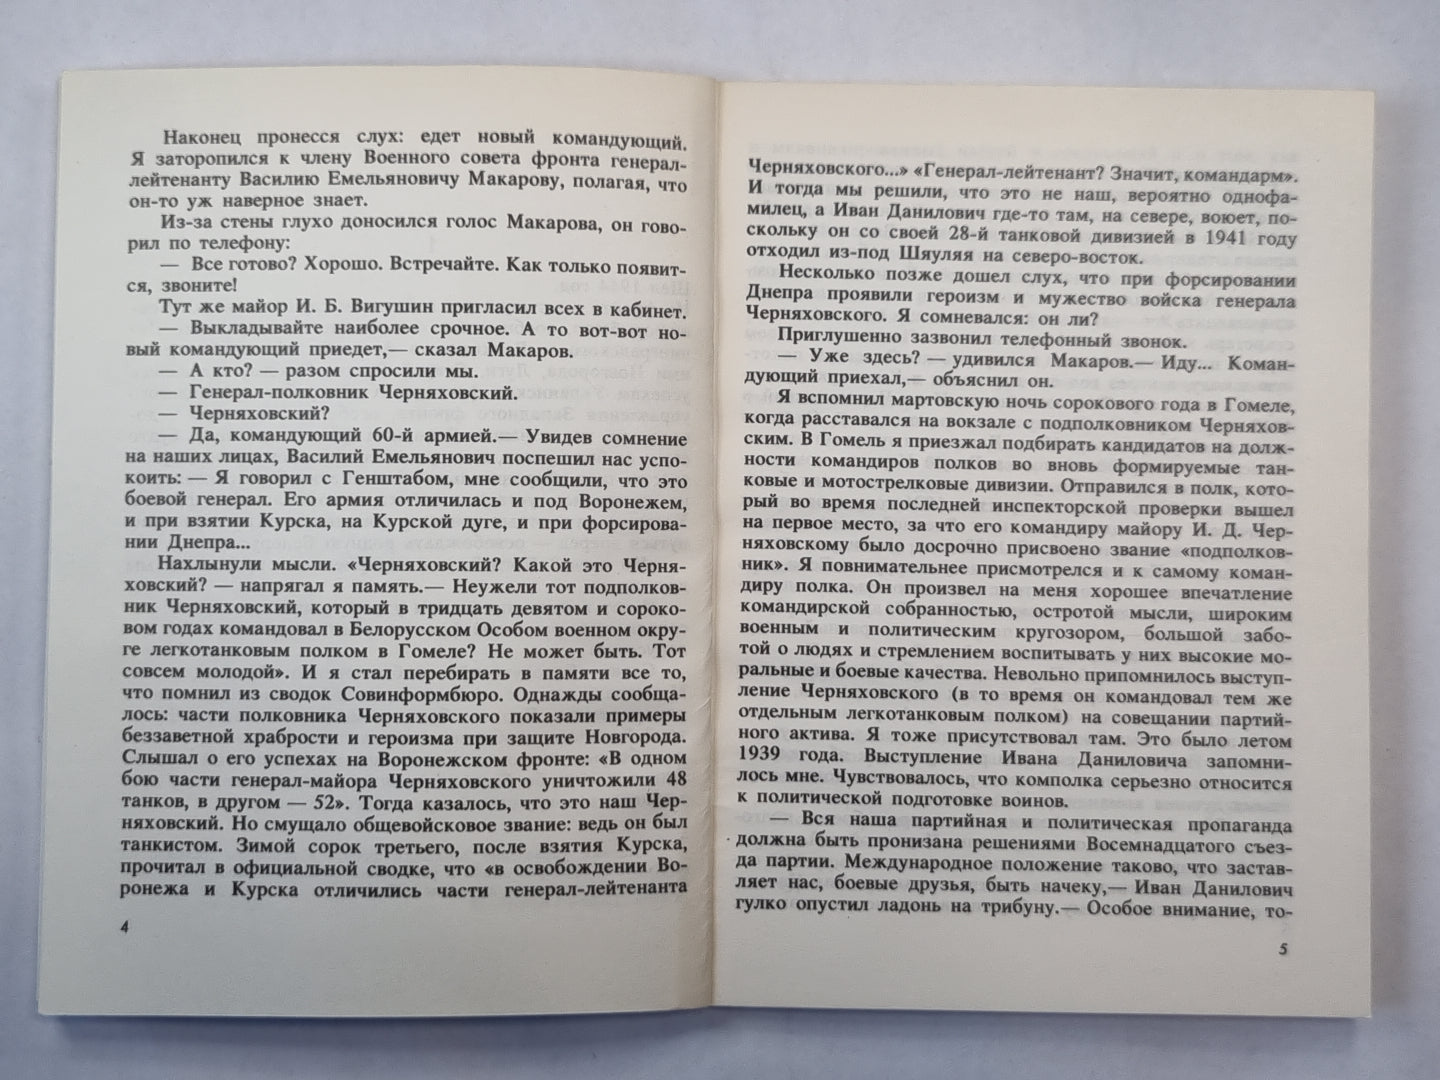 Наконец пронесся слух: едет новый командующий.
Я заторопился к члену Военного совета фронта генерал-
лейтенанту Василию Емельяновичу Макарову, полагая, что
он-то уж наверное знает.
Из-за стены глухо доносился голос Макарова, он гово-
рил по телефону:
— Все готово? Хорошо. Встречайте. Как только появит-
ся, звоните!
Тут же майор И. Б. Вигушин пригласил всех в кабинет.
— Выкладывайте наиболее срочное. А то вот-вот но-
вый командующий приедет,— сказал Макаров.
— А кто? — разом спросили мы.
— Генерал-полковник Черняховский.
— Черняховский?
— Да, командующий 60-й армией.— Увидев сомнение
на наших лицах, Василий Емельянович поспешил нас успо-
коить: — Я говорил с Генштабом, мне сообщили, что это
боевой генерал. Его армия отличилась и под Воронежем,
и при взятии Курска, на Курской дуге, и при форсирова-
нии Днепра...
Нахлынули мысли. «Черняховский? Какой это Черня-
ховский? — напрягал я память.— Неужели тот подполков-
ник Черняховский, который в тридцать девятом и сороко-
вом годах командовал в Белорусском Особом военном окру-
ге легкотанковым полком в Гомеле? Не может быть. Тот
совсем молодой». И я стал перебирать в памяти все то,
что помнил из сводок Совинформбюро. Однажды сообща-
лось: части полковника Черняховского показали примеры
беззаветной храбрости и героизма при защите Новгорода.
Слышал о его успехах на Воронежском фронте: «В одном
бою части генерал-майора Черняховского уничтожили 48
танков, в другом — 52». Тогда казалось, что это наш Чер-
няховский. Но смущало общевойсковое звание: ведь он был
танкистом. Зимой сорок третьего, после взятия Курска,
прочитал в официальной сводке, что «в освобождении Во-
ронежа и Курска отличились части генерал-лейтенанта
4
Черняховского...» «Генерал-лейтенант? Значит, командарм».
И тогда мы решили, что это не наш, вероятно однофа-
милец, а Иван Данилович где-то там, на севере, воюет, по-
скольку он со своей 28-й танковой дивизией в 1941 году
отходил из-под Шяуляя на северо-восток.
Несколько позже дошел слух, что при форсировании
Днепра проявили героизм и мужество войска генерала
Черняховского. Я сомневался: он ли?
Приглушенно зазвонил телефонный звонок.
— Уже здесь? — удивился Макаров.— Иду... Коман-
дующий приехал,— объяснил он.
Я вспомнил мартовскую ночь сорокового года в Гомеле,
когда расставался на вокзале с подполковником Черняхов-
ским. В Гомель я приезжал подбирать кандидатов на долж-
ности командиров полков во вновь формируемые тан-
ковые и мотострелковые дивизии. Отправился в полк, кото-
рый во время последней инспекторской проверки вышел
на первое место, за что его командиру майору И. Д. Чер-
няховскому было досрочно присвоено звание «подполков-
ник». Я повнимательнее присмотрелся и к самому коман-
диру полка. Он произвел на меня хорошее впечатление
командирской собранностью, остротой мысли, широким
военным и политическим кругозором, большой забо-
той о людях и стремлением воспитывать у них высокие мо-
ральные и боевые качества. Невольно припомнилось выступ-
ление Черняховского (в то время он командовал тем же
отдельным легкотанковым полком) на совещании партий-
ного актива. Я тоже присутствовал там. Это было летом
1939 года. Выступление Ивана Даниловича запомни-
лось мне. Чувствовалось, что комполка серьезно относится
к политической подготовке воинов.
— Вся наша партийная и политическая пропаганда
должна быть пронизана решениями Восемнадцатого съез-
да партии. Международное положение таково, что застав-
ляет нас, боевые друзья, быть начеку,— Иван Данилович
гулко опустил ладонь на трибуну.— Особое внимание, то-
5